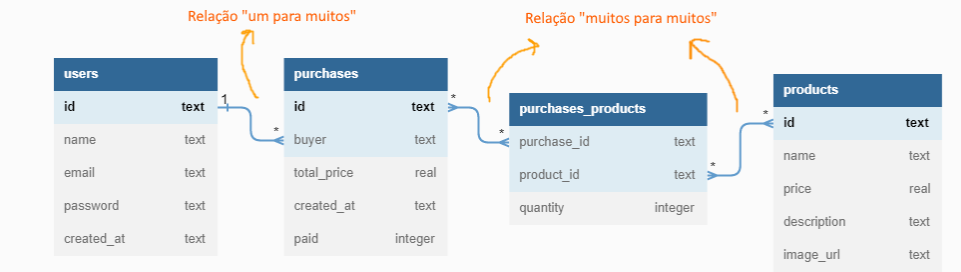 Relação "um para muitos"
Relação "muitos para muitos"
users
id text
name text
email text
password text
created_at text
1
*
purchases
id text
buyer text
total_price real
created_at text
paid integer
*
*
purchases_products
purchase_id text
product_id text
quantity integer
*
*
products
id text
name text
price real
description text
image_url text